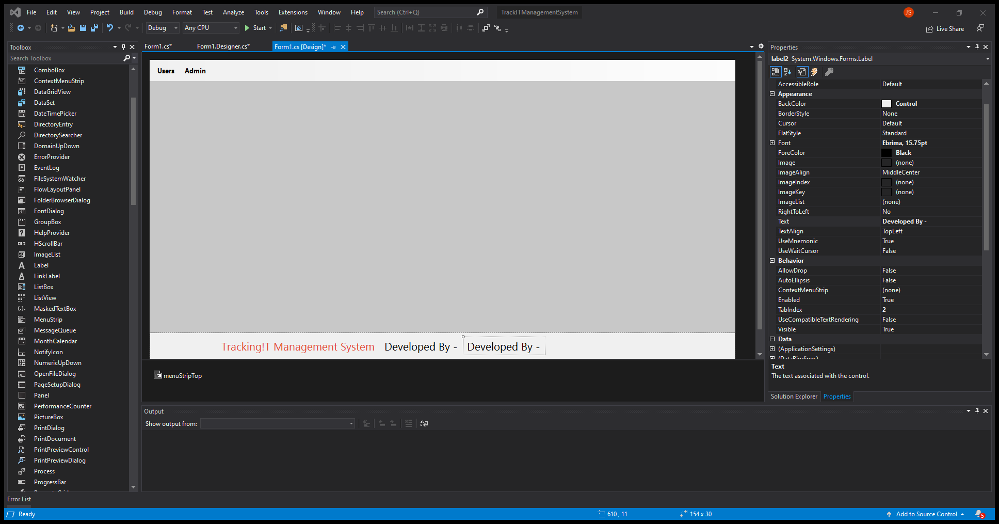 File Edit View Project Build Debug Format Test Analyze Tools Extensions Window Help Search (Ctrl+Q) TrackITManagementSystem JS
Debug Any CPU Start Live Share
Toolbox
Search Toolbox
ComboBox
ContextMenuStrip
DataGridView
DataSet
DateTimePicker
DirectoryEntry
DirectorySearcher
DomainUpDown
ErrorProvider
EventLog
FileSystemWatcher
FlowLayoutPanel
FolderBrowserDialog
FontDialog
GroupBox
HelpProvider
HScrollBar
ImageList
Label
LinkLabel
ListBox
ListView
MaskedTextBox
MenuStrip
MessageQueue
MonthCalendar
NotifyIcon
NumericUpDown
OpenFileDialog
PageSetupDialog
Panel
PerformanceCounter
PictureBox
PrintDialog
PrintDocument
PrintPreviewControl
PrintPreviewDialog
Process
ProgressBar
Form1.cs* Form1.Designer.cs* Form1.cs [Design]*
Users Admin
Tracking!T Management System Developed By - Developed By -
menuStripTop
Output
Show output from:
Properties
label2 System.Windows.Forms.Label
AccessibleRole Default
Appearance
BackColor Control
BorderStyle None
Cursor Default
FlatStyle Standard
Font Ebrima, 15.75pt
ForeColor Black
Image (none)
ImageAlign MiddleCenter
ImageIndex (none)
ImageKey (none)
ImageList (none)
RightToLeft No
Text Developed By -
TextAlign TopLeft
UseMnemonic True
UseWaitCursor False
Behavior
AllowDrop False
AutoEllipsis False
ContextMenuStrip (none)
Enabled True
TabIndex 2
UseCompatibleTextRendering False
Visible True
Data
(ApplicationSettings)
(DataBindings)
Text
The text associated with the control.
Solution Explorer Properties
Error List
Ready 610 , 11 154 x 30 Add to Source Control 5